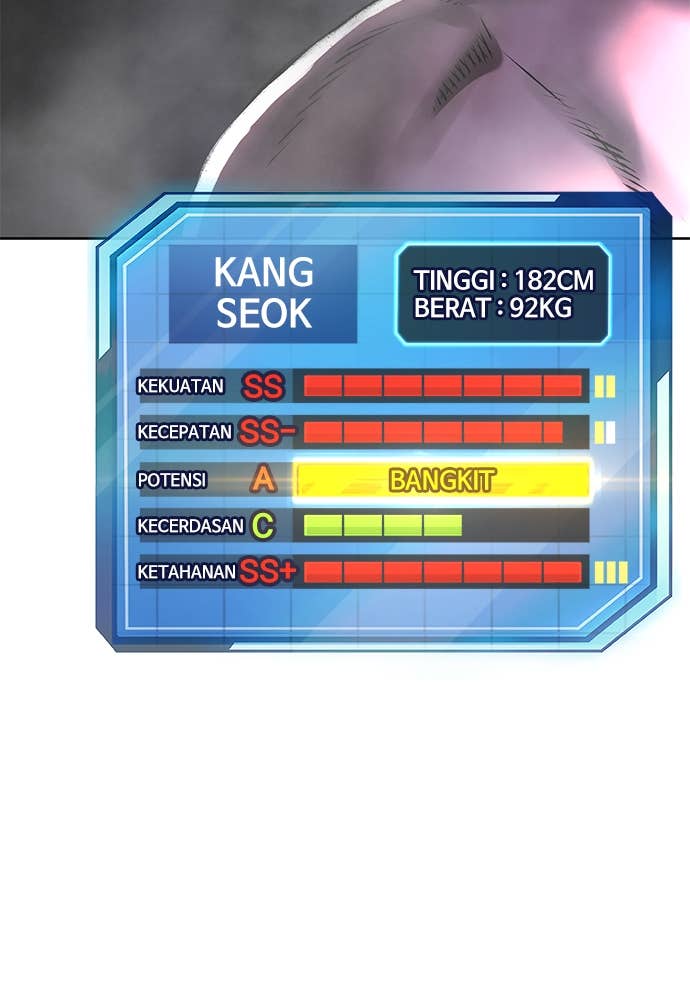 KANG
SEOK
TINGGI : 182CM
BERAT : 92KG
KEKUATAN SS
KECEPATAN SS-
POTENSI A BANGKIT
KECERDASAN C
KETAHANAN SS+